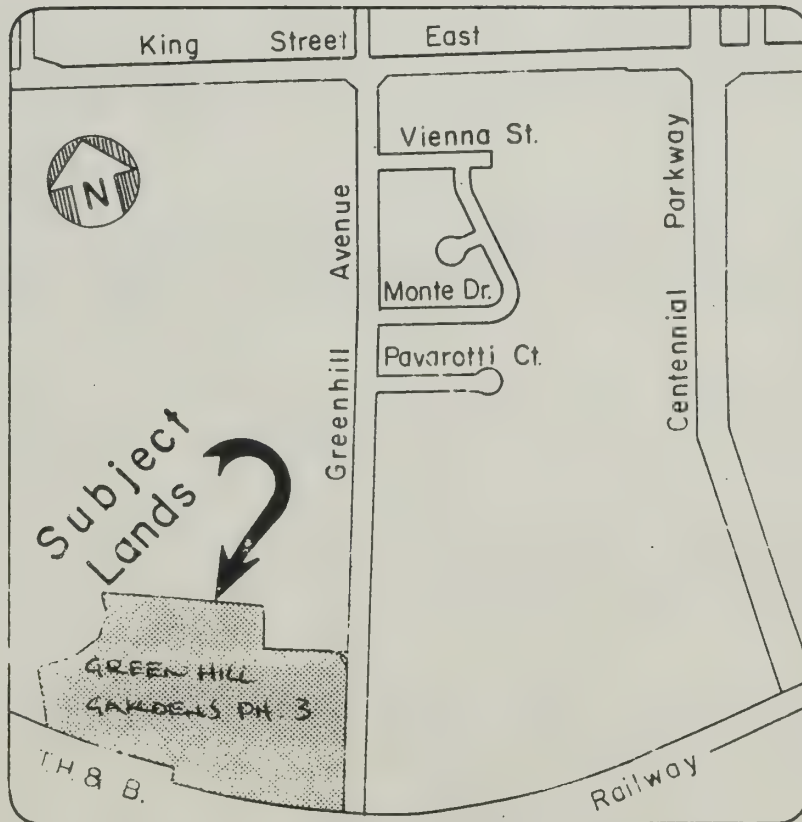 King Street East
Vienna St.
N
Greenhill Avenue
Centennial Parkway
Monte Dr.
Pavarotti Ct.
Subject
Lands
GREEN HILL
GARDENS PH. 3
T.H. & B. Railway